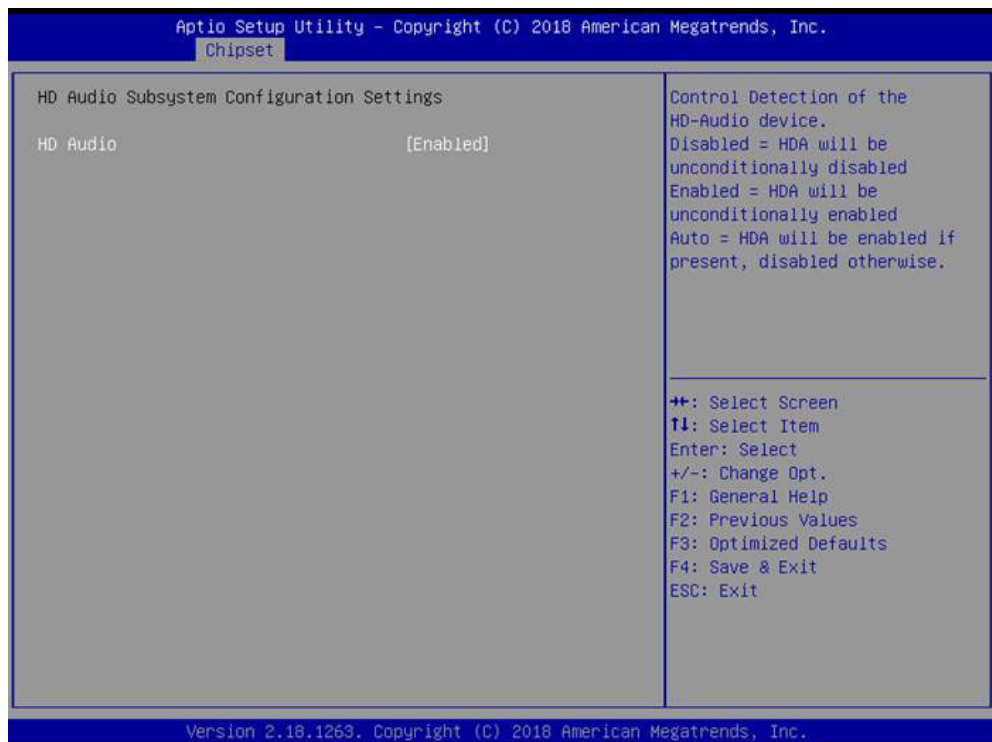 Aptio Setup Utility – Copyright (C) 2018 American Megatrends, Inc.
Chipset
HD Audio Subsystem Configuration Settings
HD Audio [Enabled]
Control Detection of the
HD-Audio device.
Disabled = HDA will be
unconditionally disabled
Enabled = HDA will be
unconditionally enabled
Auto = HDA will be enabled if
present, disabled otherwise.
→←: Select Screen
↑↓: Select Item
Enter: Select
+/-: Change Opt.
F1: General Help
F2: Previous Values
F3: Optimized Defaults
F4: Save & Exit
ESC: Exit
Version 2.18.1263. Copyright (C) 2018 American Megatrends, Inc.